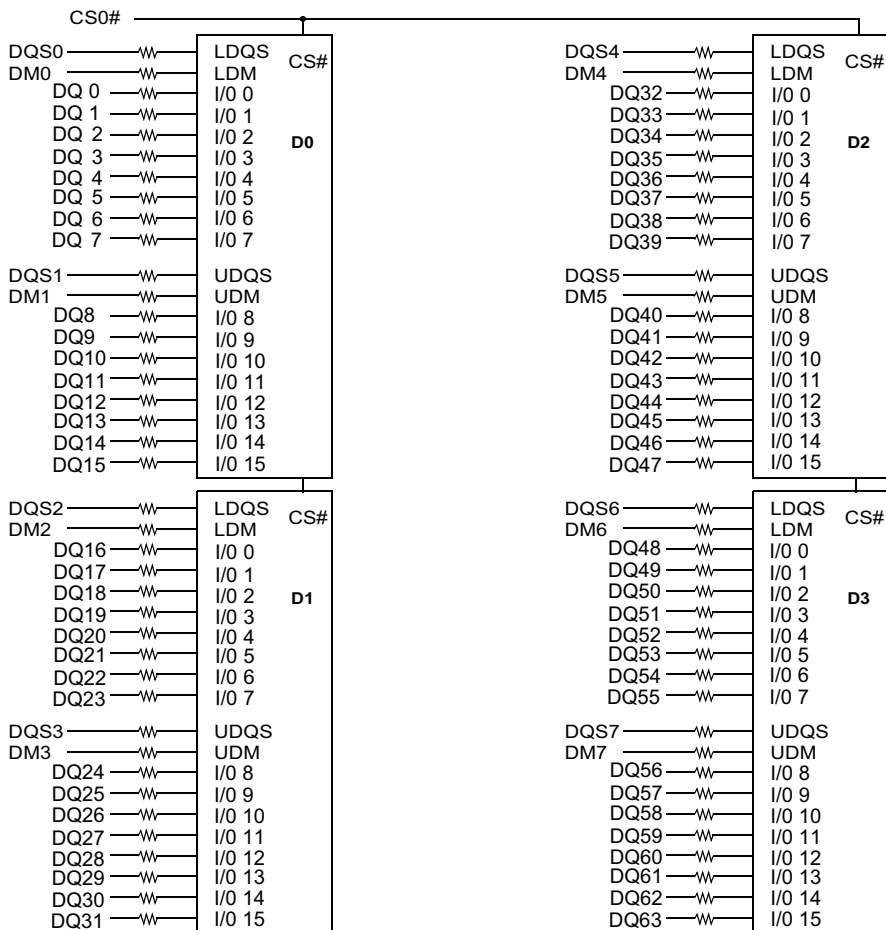 CS0#
DQS0 LDQS CS#
DM0 LDM
DQ 0 I/0 0
DQ 1 I/0 1
DQ 2 I/0 2 D0
DQ 3 I/0 3
DQ 4 I/0 4
DQ 5 I/0 5
DQ 6 I/0 6
DQ 7 I/0 7
DQS1 UDQS
DM1 UDM
DQ8 I/0 8
DQ9 I/0 9
DQ10 I/0 10
DQ11 I/0 11
DQ12 I/0 12
DQ13 I/0 13
DQ14 I/0 14
DQ15 I/0 15
DQS2 LDQS CS#
DM2 LDM
DQ16 I/0 0
DQ17 I/0 1
DQ18 I/0 2 D1
DQ19 I/0 3
DQ20 I/0 4
DQ21 I/0 5
DQ22 I/0 6
DQ23 I/0 7
DQS3 UDQS
DM3 UDM
DQ24 I/0 8
DQ25 I/0 9
DQ26 I/0 10
DQ27 I/0 11
DQ28 I/0 12
DQ29 I/0 13
DQ30 I/0 14
DQ31 I/0 15
DQS4 LDQS CS#
DM4 LDM
DQ32 I/0 0
DQ33 I/0 1
DQ34 I/0 2 D2
DQ35 I/0 3
DQ36 I/0 4
DQ37 I/0 5
DQ38 I/0 6
DQ39 I/0 7
DQS5 UDQS
DM5 UDM
DQ40 I/0 8
DQ41 I/0 9
DQ42 I/0 10
DQ43 I/0 11
DQ44 I/0 12
DQ45 I/0 13
DQ46 I/0 14
DQ47 I/0 15
DQS6 LDQS CS#
DM6 LDM
DQ48 I/0 0
DQ49 I/0 1
DQ50 I/0 2 D3
DQ51 I/0 3
DQ52 I/0 4
DQ53 I/0 5
DQ54 I/0 6
DQ55 I/0 7
DQS7 UDQS
DM7 UDM
DQ56 I/0 8
DQ57 I/0 9
DQ58 I/0 10
DQ59 I/0 11
DQ60 I/0 12
DQ61 I/0 13
DQ62 I/0 14
DQ63 I/0 15